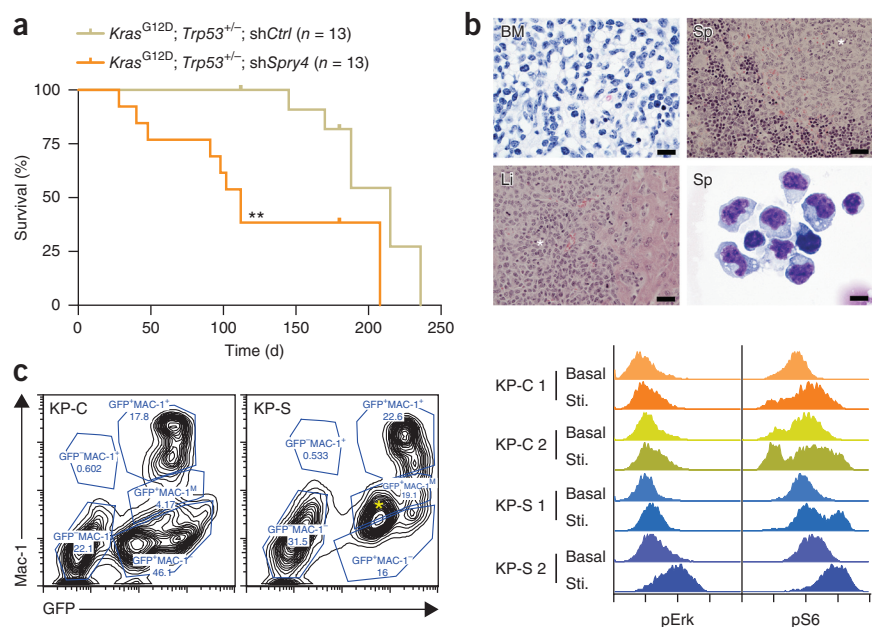 a
Kras^G12D; Trp53^+/−; shCtrl (n = 13)
Kras^G12D; Trp53^+/−; shSpry4 (n = 13)
100
75
50
25
0
Survival (%)
**
0 50 100 150 200 250
Time (d)
b
BM
Sp
*
Li
*
Sp
c
KP-C
GFP⁺MAC-1⁺
17.8
GFP⁻MAC-1⁺
0.602
GFP⁺MAC-1ᴹ
4.17
GFP⁻MAC-1⁻
22.1
GFP⁺MAC-1⁻
46.1
KP-S
GFP⁺MAC-1⁺
22.6
GFP⁻MAC-1⁺
0.533
GFP⁺MAC-1ᴹ
19.1
*
GFP⁻MAC-1⁻
31.5
GFP⁺MAC-1⁻
16
Mac-1
GFP
KP-C 1
Basal
Sti.
KP-C 2
Basal
Sti.
KP-S 1
Basal
Sti.
KP-S 2
Basal
Sti.
pErk
pS6